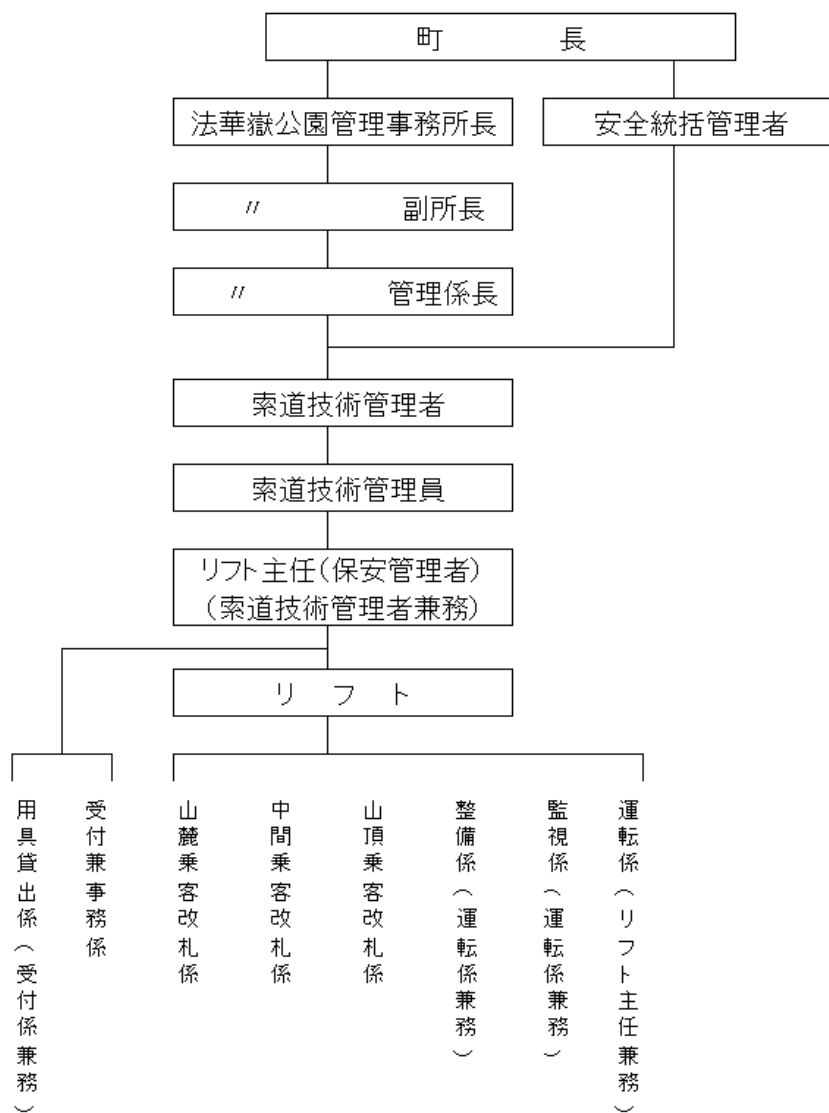 町　　　　長
法華嶽公園管理事務所長
安全統括管理者
〃　　　　　副所長
〃　　　　　管理係長
索道技術管理者
索道技術管理員
リフト主任(保安管理者)
(索道技術管理者兼務)
リ　フ　ト
用具貸出係(受付係兼務)
受付兼事務係
山麓乗客改札係
中間乗客改札係
山頂乗客改札係
整備係(運転係兼務)
監視係(運転係兼務)
運転係(リフト主任兼務)